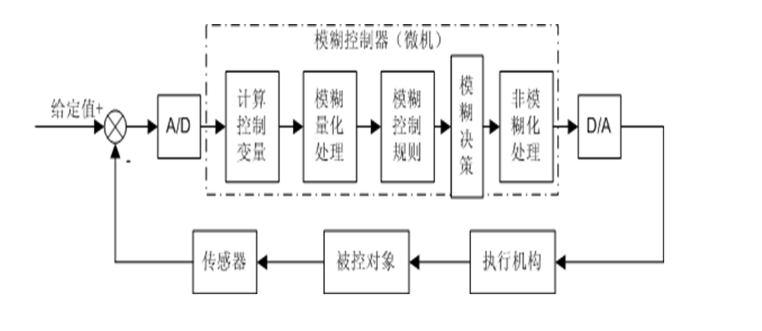 模糊控制器（微机）
给定值+
-
A/D
计算
控制
变量
模糊
量化
处理
模糊
控制
规则
模
糊
决
策
非模
糊化
处理
D/A
传感器
被控对象
执行机构